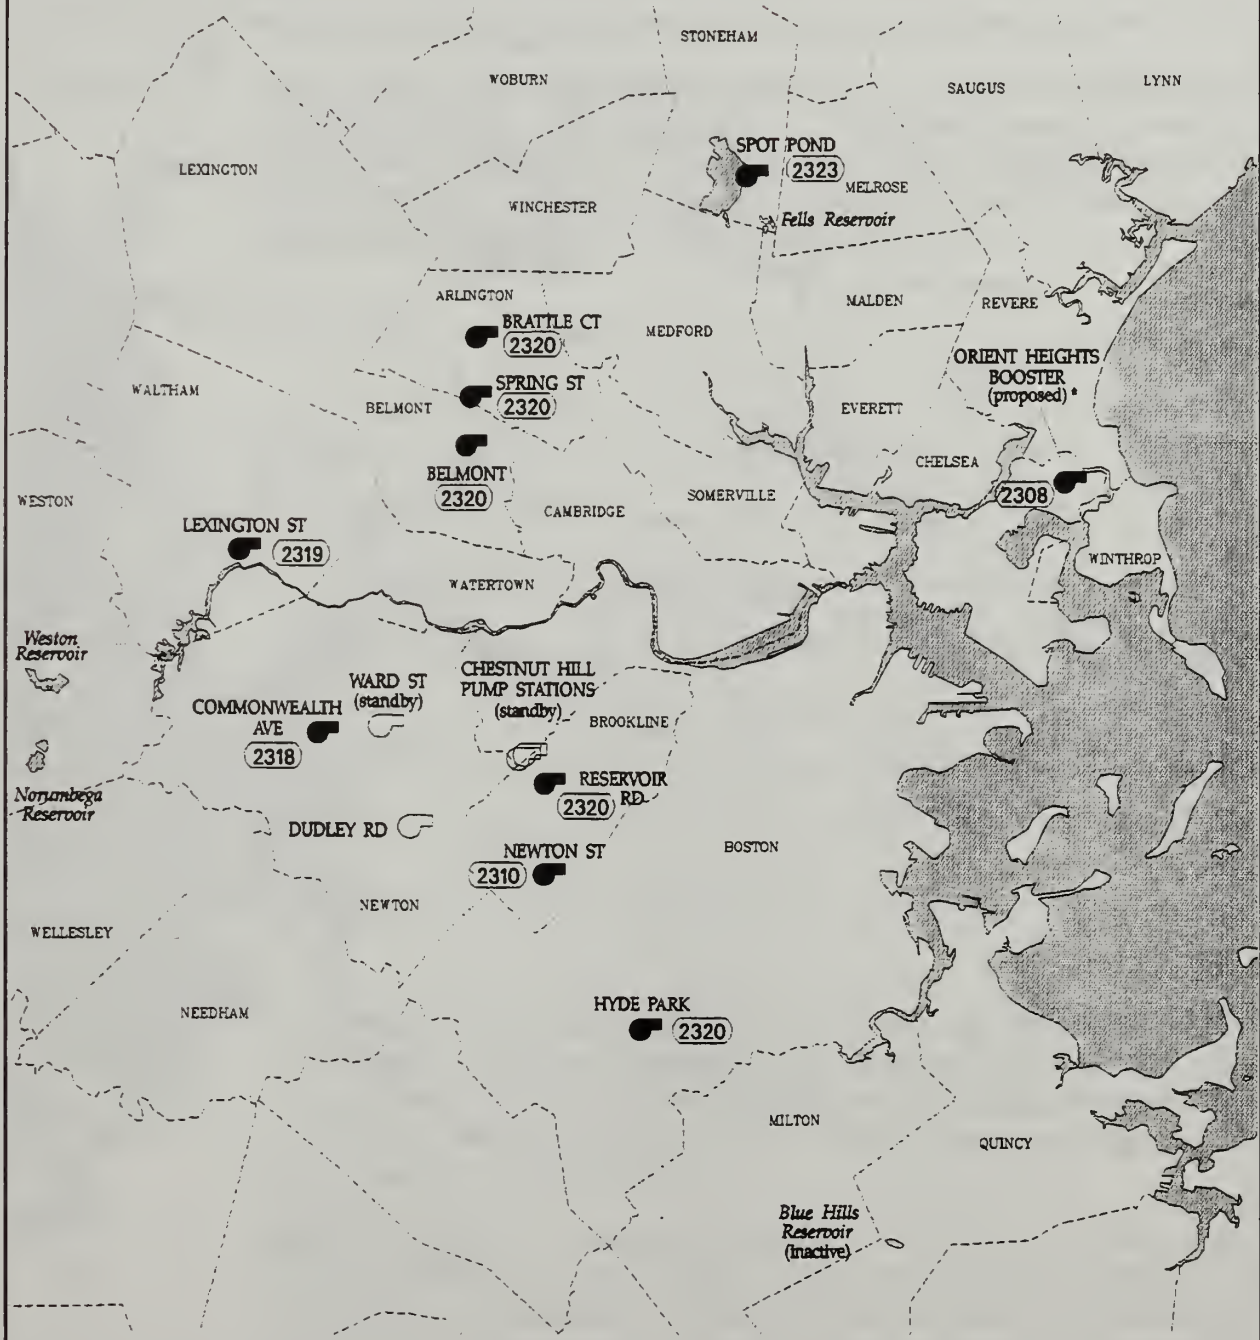 STONEHAM
WOBURN
SAUGUS
LYNN
SPOT POND
2323
LEXINGTON
MELROSE
WINCHESTER
Fells Reservoir
ARLINGTON
MALDEN
REVERE
BRATTLE CT
2320
MEDFORD
ORIENT HEIGHTS
BOOSTER
(proposed) *
SPRING ST
2320
WALTHAM
BELMONT
EVERETT
BELMONT
2320
CHELSEA
2308
SOMERVILLE
WESTON
CAMBRIDGE
LEXINGTON ST
2319
WINTHROP
WATERTOWN
Weston
Reservoir
WARD ST
(standby)
CHESTNUT HILL
PUMP STATIONS
(standby)
COMMONWEALTH
AVE
2318
BROOKLINE
RESERVOIR
RD
2320
Norumbega
Reservoir
DUDLEY RD
NEWTON ST
2310
BOSTON
NEWTON
WELLESLEY
HYDE PARK
2320
NEEDHAM
MILTON
QUINCY
Blue Hills
Reservoir
(inactive)